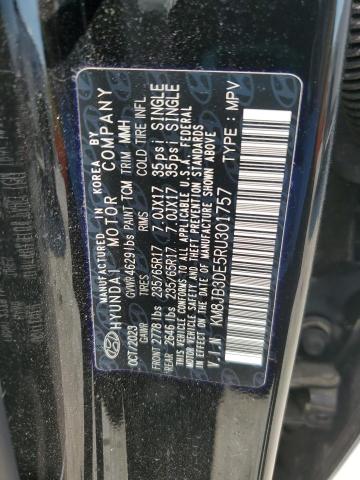 MANUFACTURED IN KOREA BY
HYUNDAI MOTOR COMPANY
OCT/2023 GVWR 4629 lbs PAINT TCM TRIM MMH
GAWR TIRES RIMS COLD TIRE INFL.
FRONT 2778 lbs 235/65R17 7.0JX17 35psi SINGLE
REAR 2646 lbs 235/65R17 7.0JX17 35psi SINGLE
THIS VEHICLE CONFORMS TO ALL APPLICABLE U.S.A. FEDERAL
MOTOR VEHICLE SAFETY, BUMPER, AND THEFT PREVENTION STANDARDS
IN EFFECT ON THE DATE OF MANUFACTURE SHOWN ABOVE
V.I.N KM8JB3DE5RU301757 TYPE : MPV